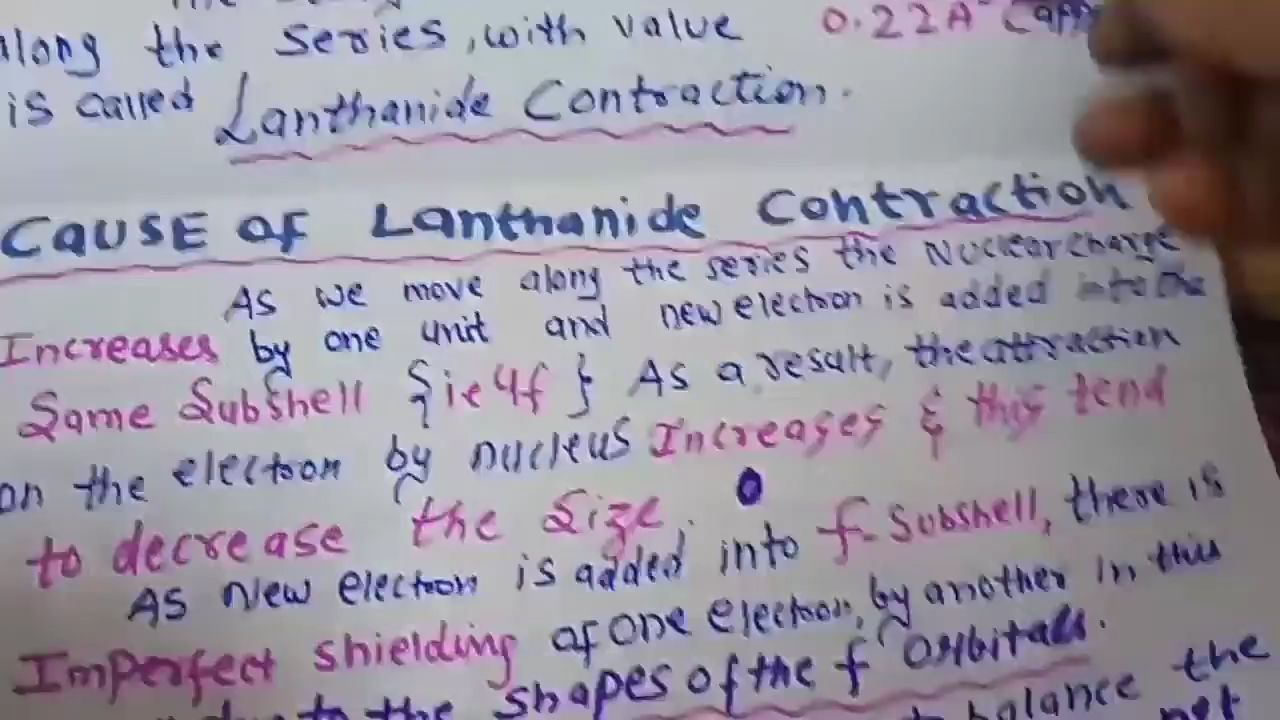 along the series, with value 0.22A
is called Lanthanide Contraction.
CAUSE OF Lanthanide Contraction
As we move along the series the Nuclearcharge
Increases by one unit and new electron is added into the
Same Subshell {ie 4f} As a result, the attraction
on the electron by nucleus Increases & this tend
to decrease the Size.
As New electron is added into f-Subshell, there is
Imperfect shielding of one electron, by another in this
to the shapes of the f orbitals.
balance the
net